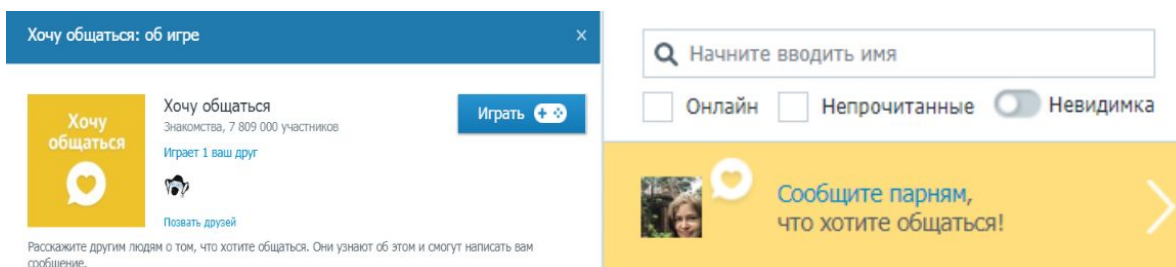 Хочу общаться: об игре
Хочу
общаться
Хочу общаться
Знакомства, 7 809 000 участников
Играет 1 ваш друг
Позвать друзей
Играть
Расскажите другим людям о том, что хотите общаться. Они узнают об этом и смогут написать вам
сообщение.
Начните вводить имя
Онлайн Непрочитанные Невидимка
Сообщите парням,
что хотите общаться!